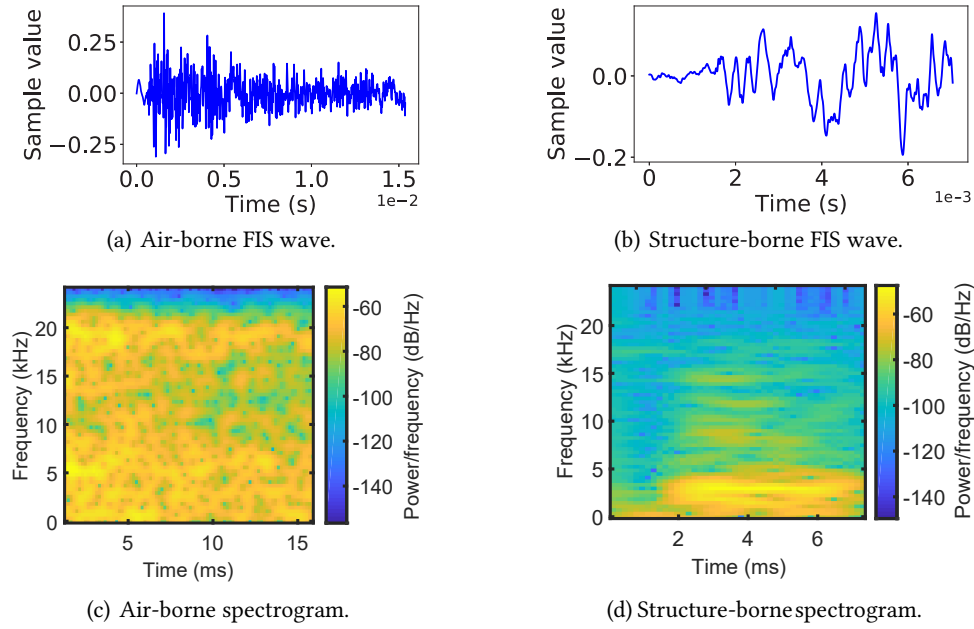 Sample value
0.25
0.00
−0.25
0.0
0.5
1.0
1.5
Time (s)
1e-2
(a) Air-borne FIS wave.
Sample value
0.0
−0.2
0
2
4
6
Time (s)
1e-3
(b) Structure-borne FIS wave.
Frequency (kHz)
20
15
10
5
0
5
10
15
Time (ms)
-60
-80
-100
-120
-140
Power/frequency (dB/Hz)
(c) Air-borne spectrogram.
Frequency (kHz)
20
15
10
5
0
2
4
6
Time (ms)
-60
-80
-100
-120
-140
Power/frequency (dB/Hz)
(d) Structure-borne spectrogram.